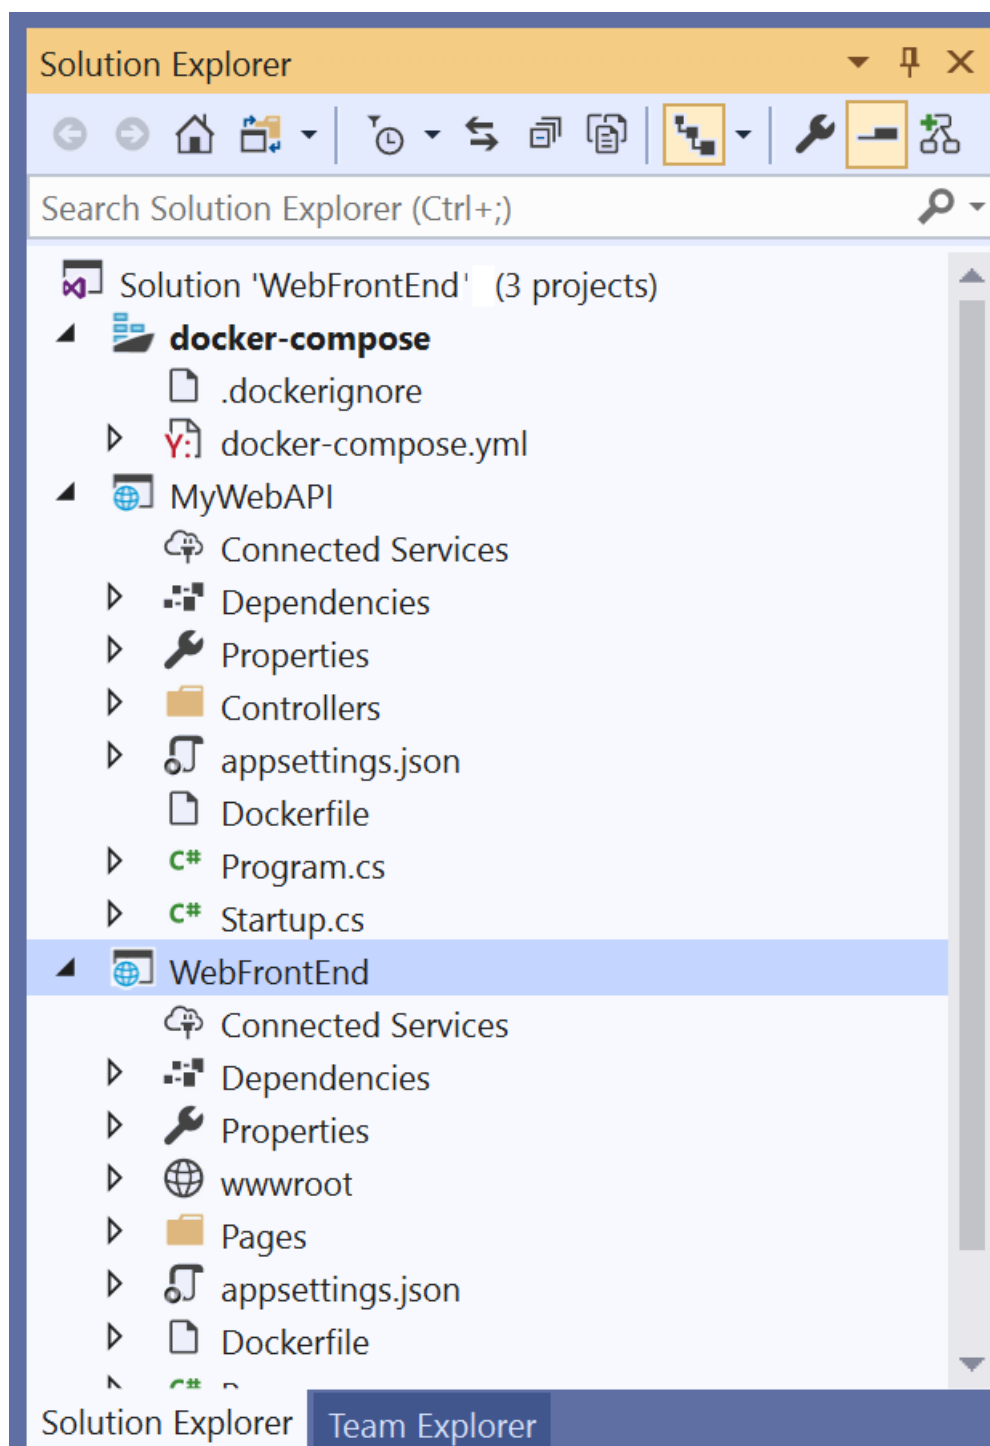 Solution Explorer
Search Solution Explorer (Ctrl+;)
Solution 'WebFrontEnd' (3 projects)
docker-compose
.dockerignore
Y: docker-compose.yml
MyWebAPI
Connected Services
Dependencies
Properties
Controllers
appsettings.json
Dockerfile
C# Program.cs
C# Startup.cs
WebFrontEnd
Connected Services
Dependencies
Properties
wwwroot
Pages
appsettings.json
Dockerfile
Solution Explorer Team Explorer